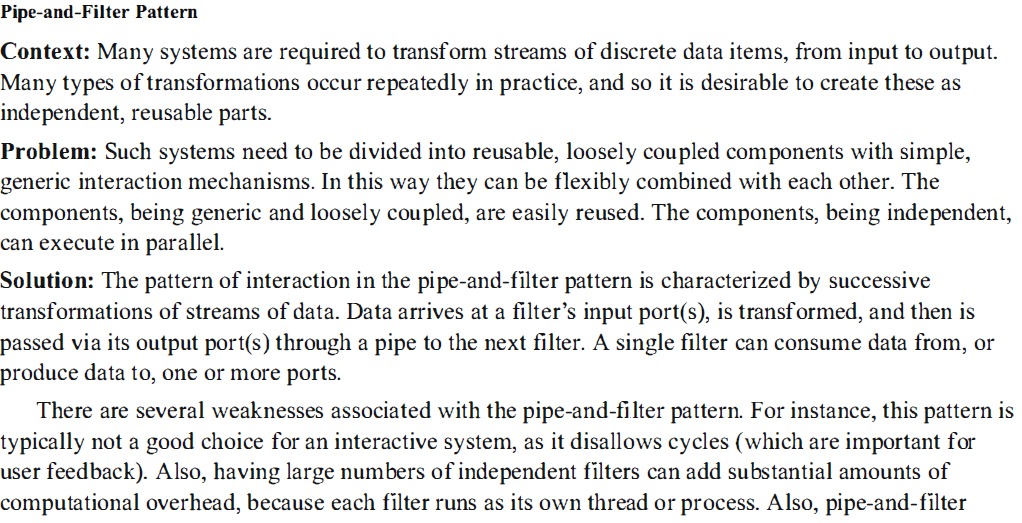 Pipe-and-Filter Pattern
Context: Many systems are required to transform streams of discrete data items, from input to output.
Many types of transformations occur repeatedly in practice, and so it is desirable to create these as
independent, reusable parts.
Problem: Such systems need to be divided into reusable, loosely coupled components with simple,
generic interaction mechanisms. In this way they can be flexibly combined with each other. The
components, being generic and loosely coupled, are easily reused. The components, being independent,
can execute in parallel.
Solution: The pattern of interaction in the pipe-and-filter pattern is characterized by successive
transformations of streams of data. Data arrives at a filter’s input port(s), is transformed, and then is
passed via its output port(s) through a pipe to the next filter. A single filter can consume data from, or
produce data to, one or more ports.
There are several weaknesses associated with the pipe-and-filter pattern. For instance, this pattern is
typically not a good choice for an interactive system, as it disallows cycles (which are important for
user feedback). Also, having large numbers of independent filters can add substantial amounts of
computational overhead, because each filter runs as its own thread or process. Also, pipe-and-filter